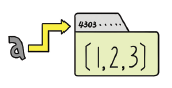 4303.....
a
[1,2,3]